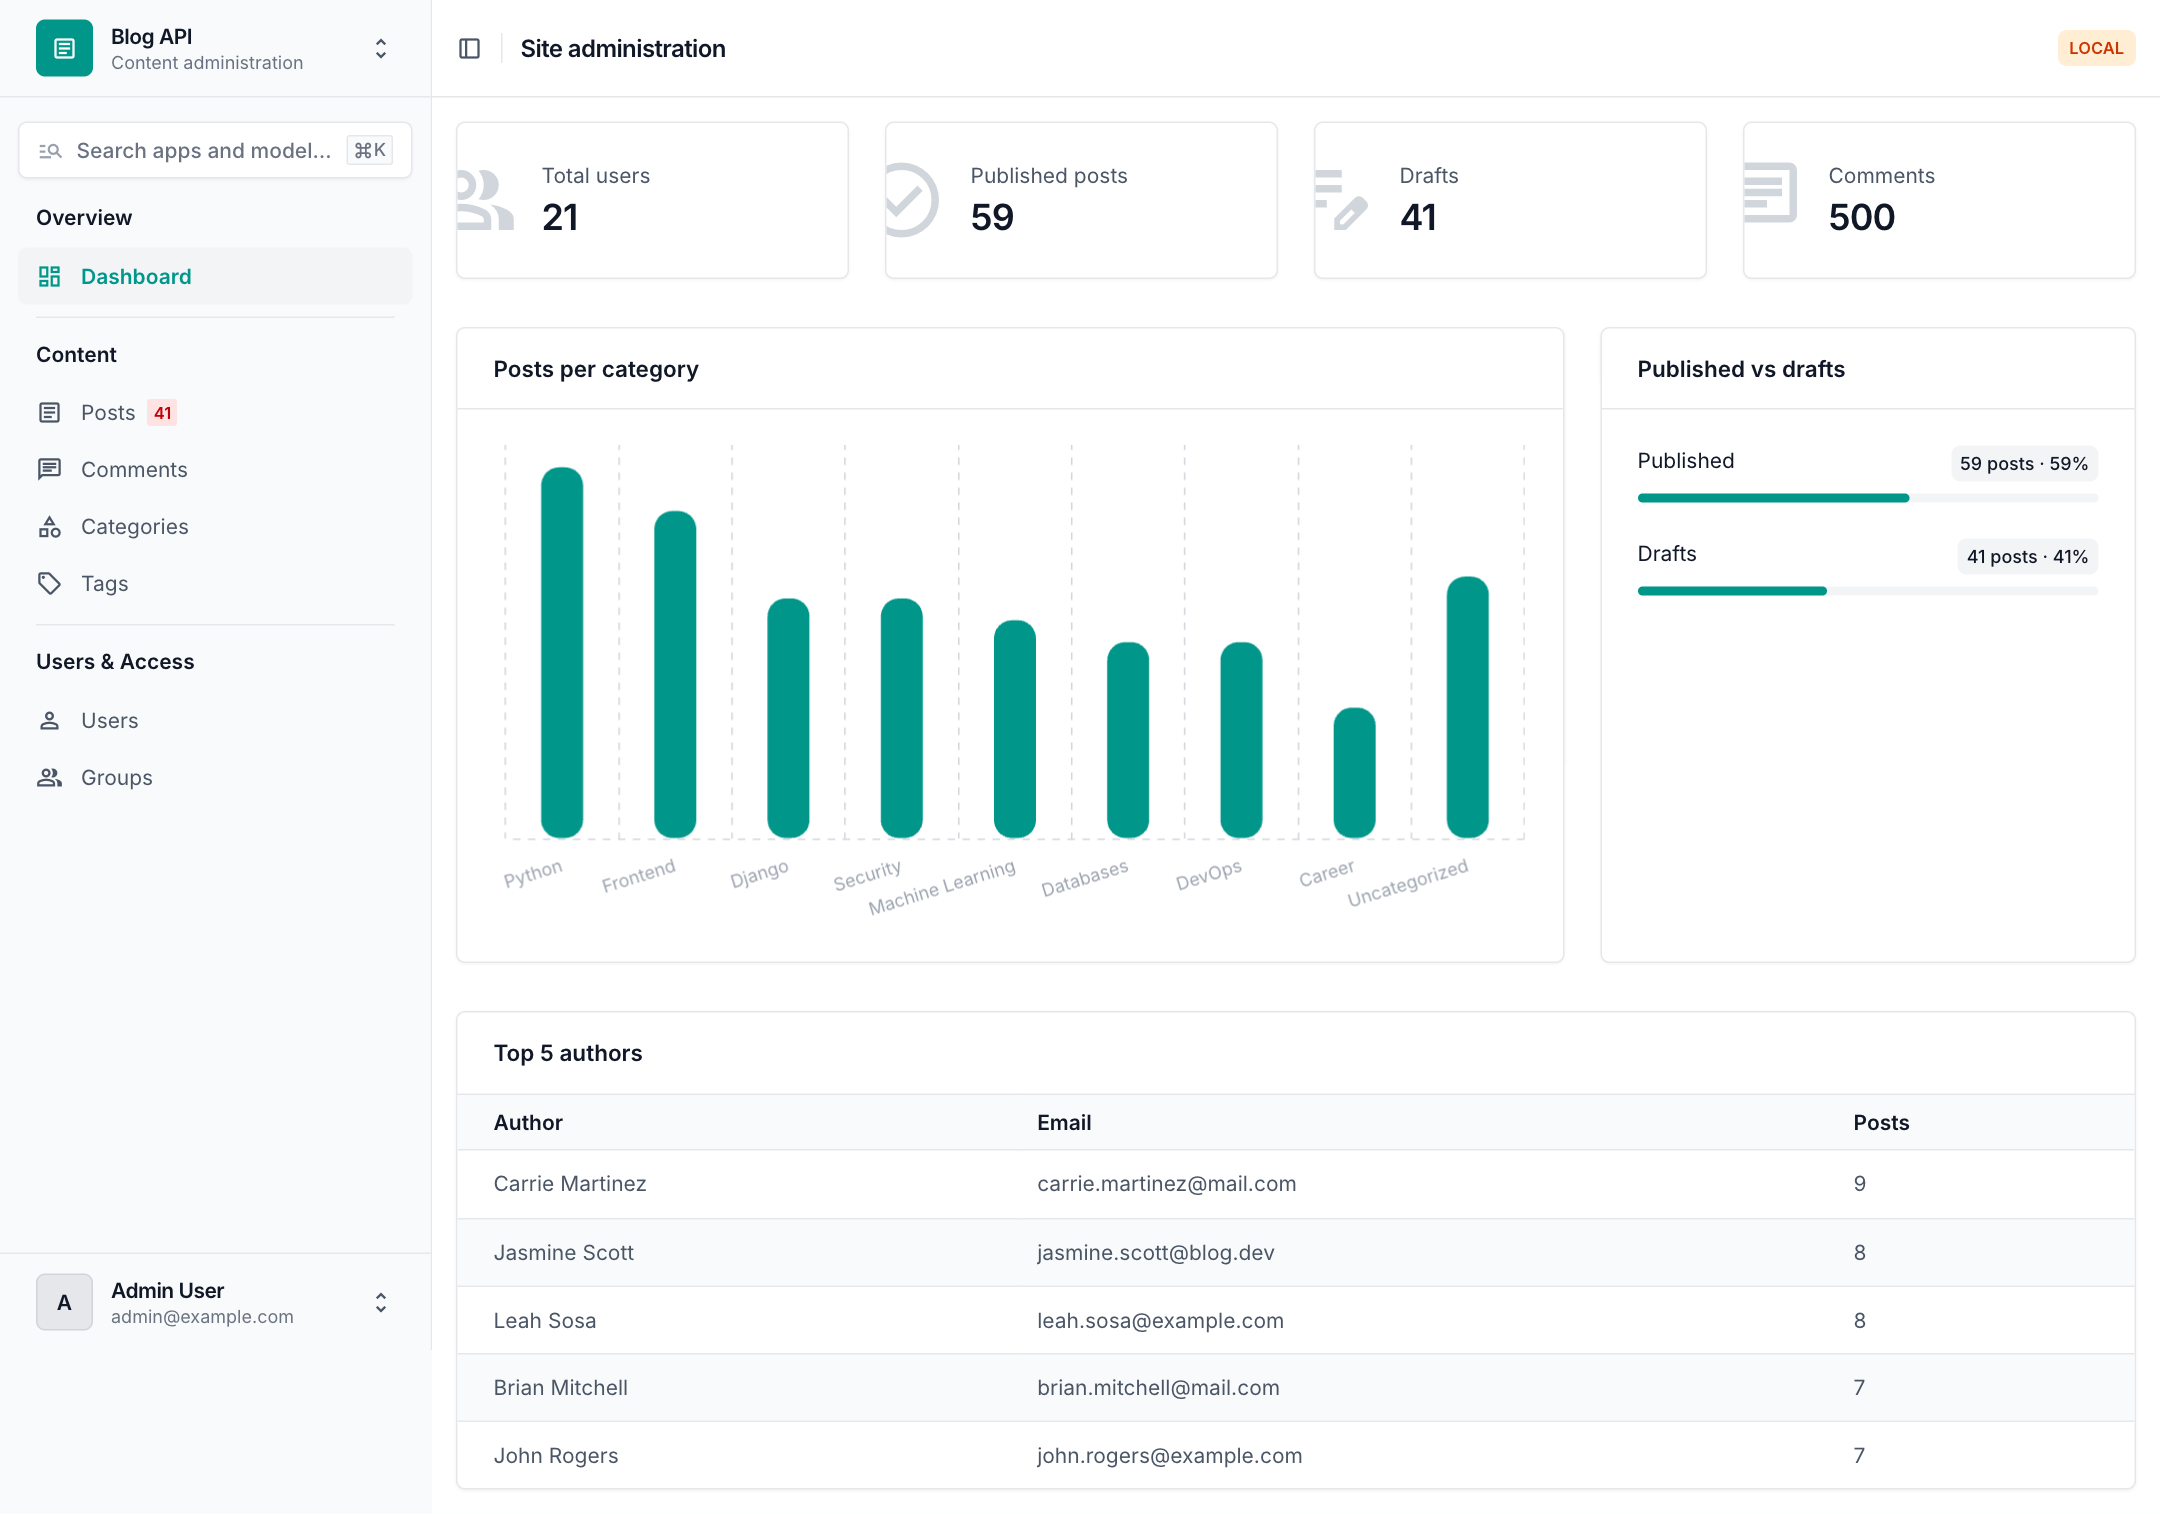 Blog API
Content administration
Search apps and model...
⌘K
Overview
Dashboard
Content
Posts 41
Comments
Categories
Tags
Users & Access
Users
Groups
A
Admin User
admin@example.com
Site administration
LOCAL
Total users
21
Published posts
59
Drafts
41
Comments
500
Posts per category
Python
Frontend
Django
Security
Machine Learning
Databases
DevOps
Career
Uncategorized
Published vs drafts
Published
59 posts · 59%
Drafts
41 posts · 41%
Top 5 authors
Author Email Posts
Carrie Martinez carrie.martinez@mail.com 9
Jasmine Scott jasmine.scott@blog.dev 8
Leah Sosa leah.sosa@example.com 8
Brian Mitchell brian.mitchell@mail.com 7
John Rogers john.rogers@example.com 7